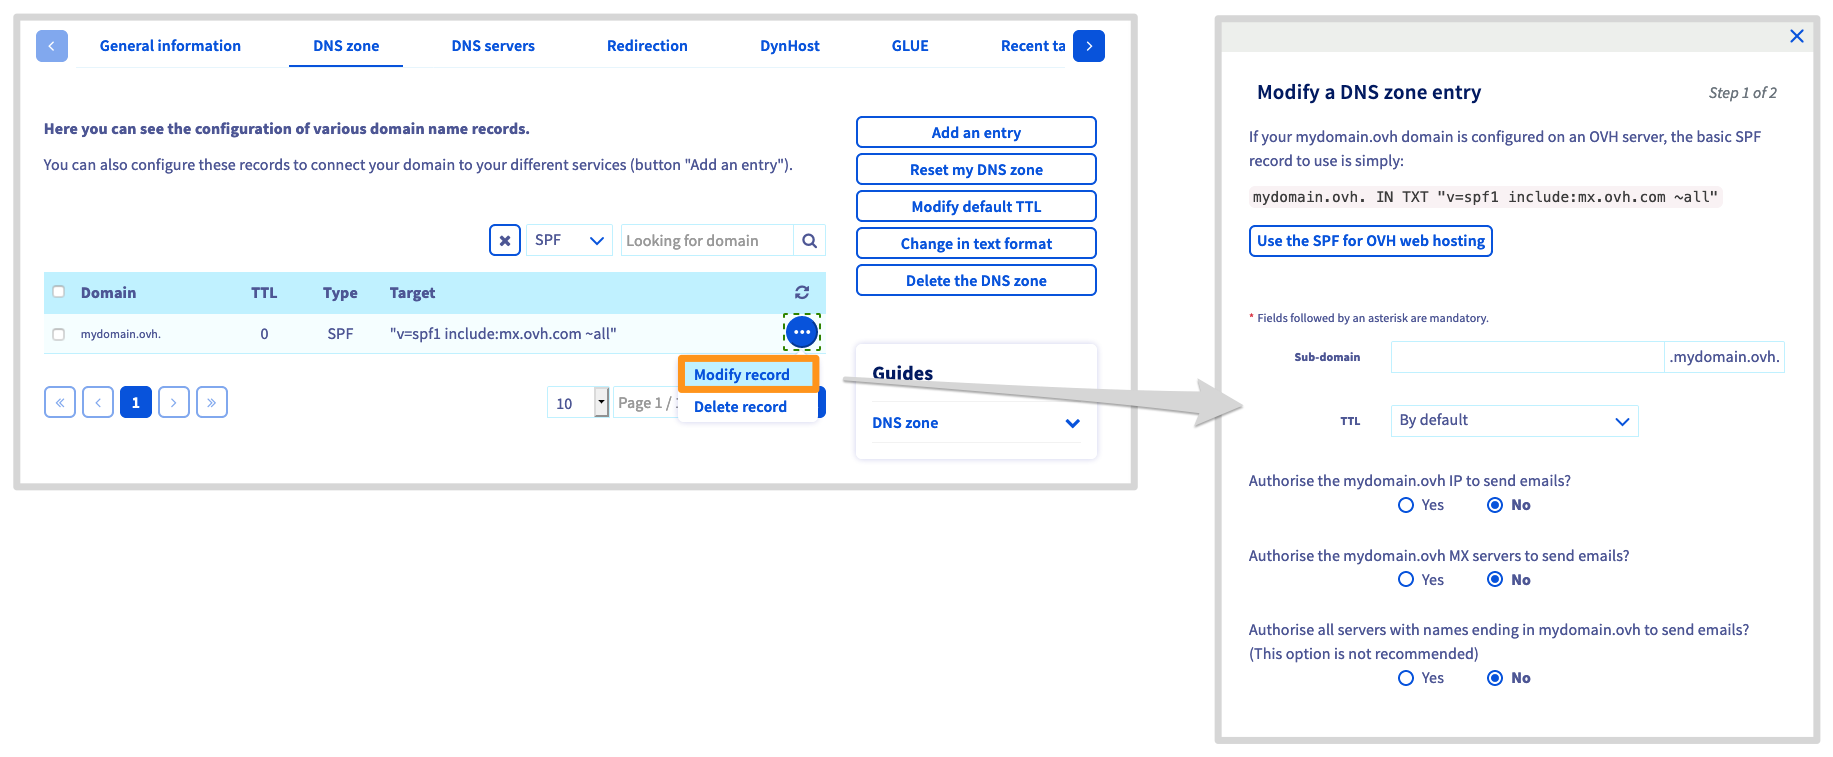 General information DNS zone DNS servers Redirection DynHost GLUE Recent ta
Here you can see the configuration of various domain name records.
You can also configure these records to connect your domain to your different services (button "Add an entry").
Add an entry
Reset my DNS zone
Modify default TTL
Change in text format
Delete the DNS zone
SPF Looking for domain
Domain TTL Type Target
mydomain.ovh. 0 SPF "v=spf1 include:mx.ovh.com ~all"
Modify record
Delete record
« ‹ 1 › »
10 Page 1 /
Guides
DNS zone
Modify a DNS zone entry Step 1 of 2
If your mydomain.ovh domain is configured on an OVH server, the basic SPF
record to use is simply:
mydomain.ovh. IN TXT "v=spf1 include:mx.ovh.com ~all"
Use the SPF for OVH web hosting
* Fields followed by an asterisk are mandatory.
Sub-domain .mydomain.ovh.
TTL By default
Authorise the mydomain.ovh IP to send emails?
Yes No
Authorise the mydomain.ovh MX servers to send emails?
Yes No
Authorise all servers with names ending in mydomain.ovh to send emails?
(This option is not recommended)
Yes No